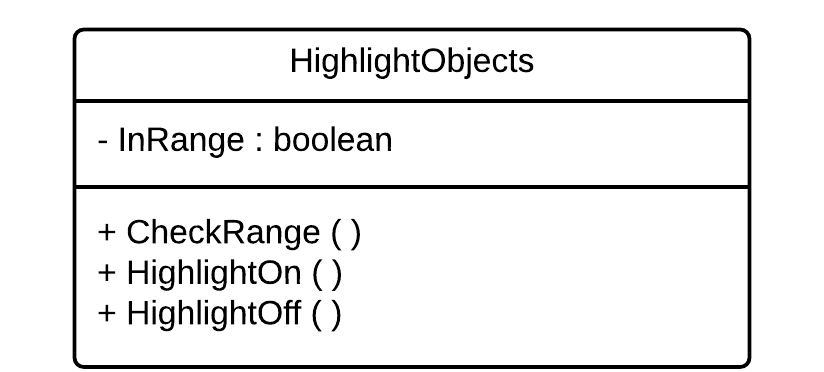 HighlightObjects
- InRange : boolean
+ CheckRange ( )
+ HighlightOn ( )
+ HighlightOff ( )